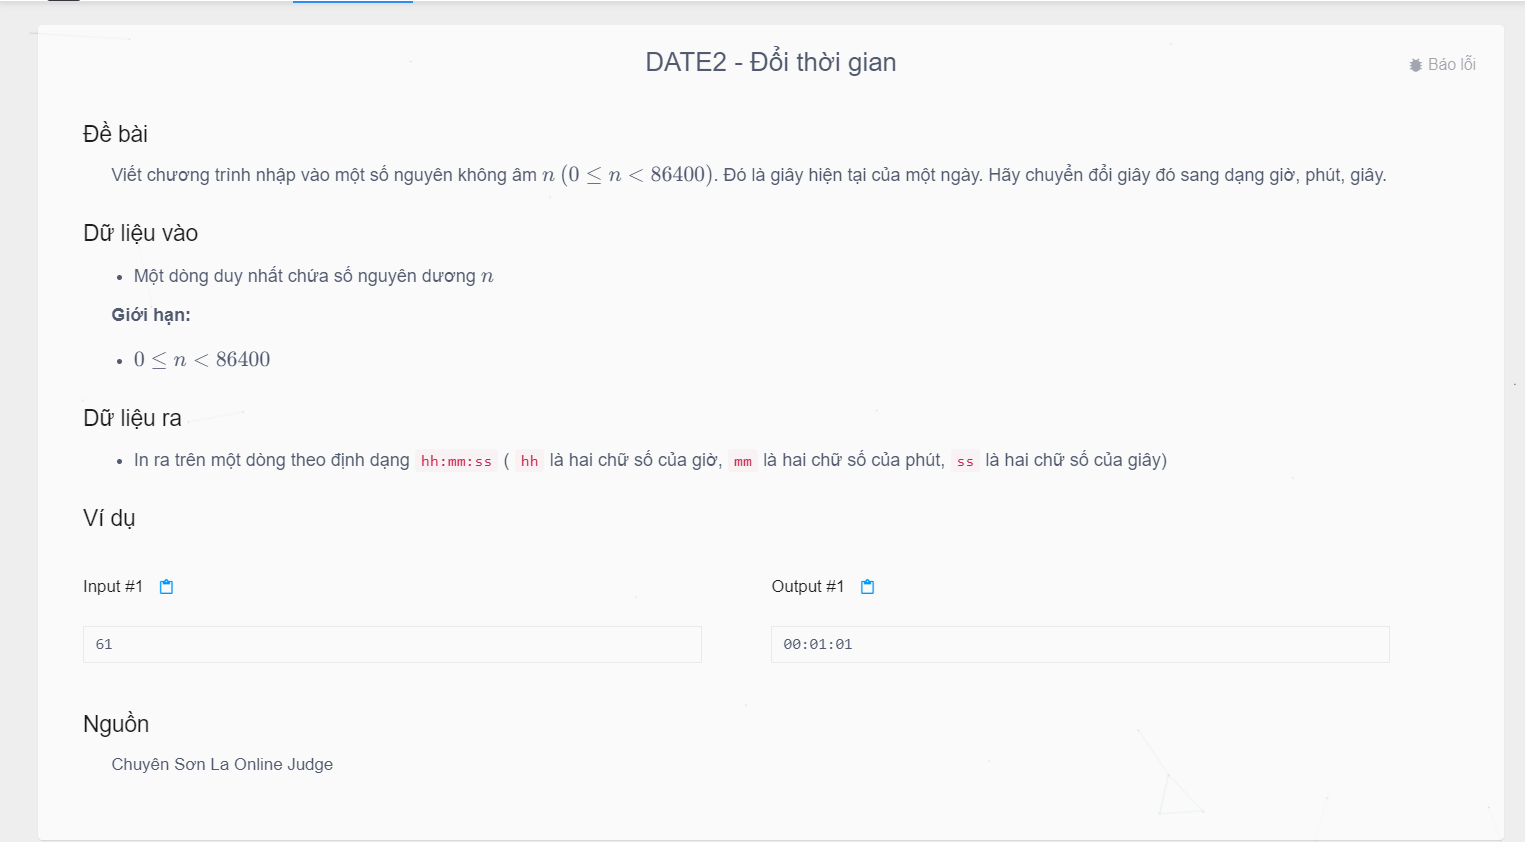 DATE2 - Đổi thời gian
Báo lỗi
Đề bài
Viết chương trình nhập vào một số nguyên không âm n (0 ≤ n < 86400). Đó là giây hiện tại của một ngày. Hãy chuyển đổi giây đó sang dạng giờ, phút, giây.
Dữ liệu vào
• Một dòng duy nhất chứa số nguyên dương n
Giới hạn:
• 0 ≤ n < 86400
Dữ liệu ra
• In ra trên một dòng theo định dạng hh:mm:ss ( hh là hai chữ số của giờ, mm là hai chữ số của phút, ss là hai chữ số của giây)
Ví dụ
Input #1
Output #1
61
00:01:01
Nguồn
Chuyên Sơn La Online Judge